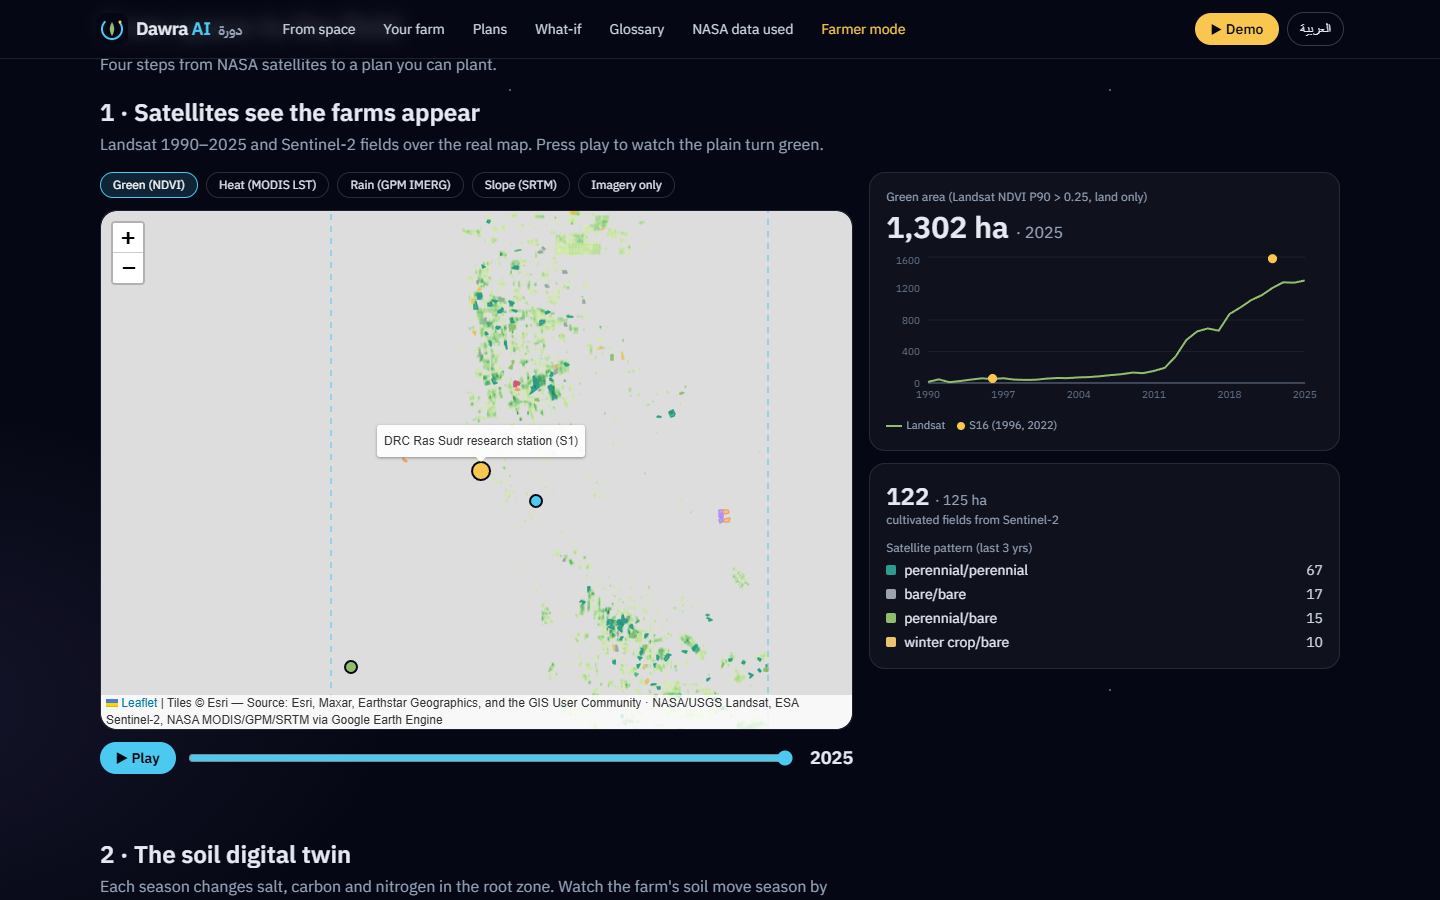 Dawra AI دورة
From space
Your farm
Plans
What-if
Glossary
NASA data used
Farmer mode
▶ Demo
العربية
Four steps from NASA satellites to a plan you can plant.
1 · Satellites see the farms appear
Landsat 1990–2025 and Sentinel-2 fields over the real map. Press play to watch the plain turn green.
Green (NDVI)
Heat (MODIS LST)
Rain (GPM IMERG)
Slope (SRTM)
Imagery only
+
−
DRC Ras Sudr research station (S1)
Leaflet | Tiles © Esri — Source: Esri, Maxar, Earthstar Geographics, and the GIS User Community · NASA/USGS Landsat, ESA
Sentinel-2, NASA MODIS/GPM/SRTM via Google Earth Engine
▶ Play
2025
Green area (Landsat NDVI P90 > 0.25, land only)
1,302 ha · 2025
1600
1200
800
400
0
1990
1997
2004
2011
2018
2025
Landsat
S16 (1996, 2022)
122 · 125 ha
cultivated fields from Sentinel-2
Satellite pattern (last 3 yrs)
perennial/perennial 67
bare/bare 17
perennial/bare 15
winter crop/bare 10
2 · The soil digital twin
Each season changes salt, carbon and nitrogen in the root zone. Watch the farm's soil move season by